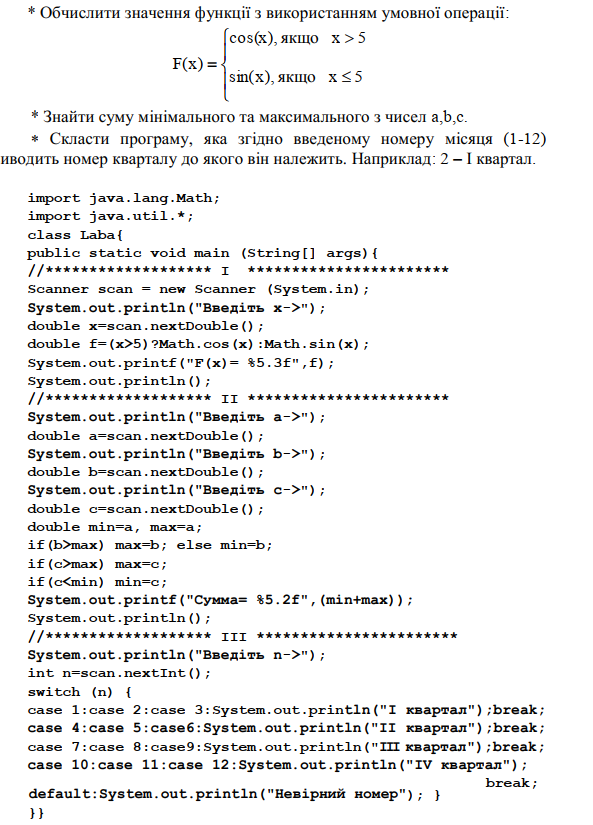 * Обчислити значення функції з використанням умовної операції:
cos(x), якщо x > 5
F(x) =
sin(x), якщо x ≤ 5
* Знайти суму мінімального та максимального з чисел a,b,c.
* Скласти програму, яка згідно введеному номеру місяця (1-12)
иводить номер кварталу до якого він належить. Наприклад: 2 – I квартал.
import java.lang.Math;
import java.util.*;
class Laba{
public static void main (String[] args){
//******************* I ***********************
Scanner scan = new Scanner (System.in);
System.out.println("Введіть x->");
double x=scan.nextDouble();
double f=(x>5)?Math.cos(x):Math.sin(x);
System.out.printf("F(x)= %5.3f",f);
System.out.println();
//******************* II ***********************
System.out.println("Введіть a->");
double a=scan.nextDouble();
System.out.println("Введіть b->");
double b=scan.nextDouble();
System.out.println("Введіть c->");
double c=scan.nextDouble();
double min=a, max=a;
if(b>max) max=b; else min=b;
if(c>max) max=c;
if(c<min) min=c;
System.out.printf("Сумма= %5.2f",(min+max));
System.out.println();
//******************* III ***********************
System.out.println("Введіть n->");
int n=scan.nextInt();
switch (n) {
case 1:case 2:case 3:System.out.println("I квартал");break;
case 4:case 5:case6:System.out.println("II квартал");break;
case 7:case 8:case9:System.out.println("III квартал");break;
case 10:case 11:case 12:System.out.println("IV квартал");
break;
default:System.out.println("Невірний номер"); }
}}